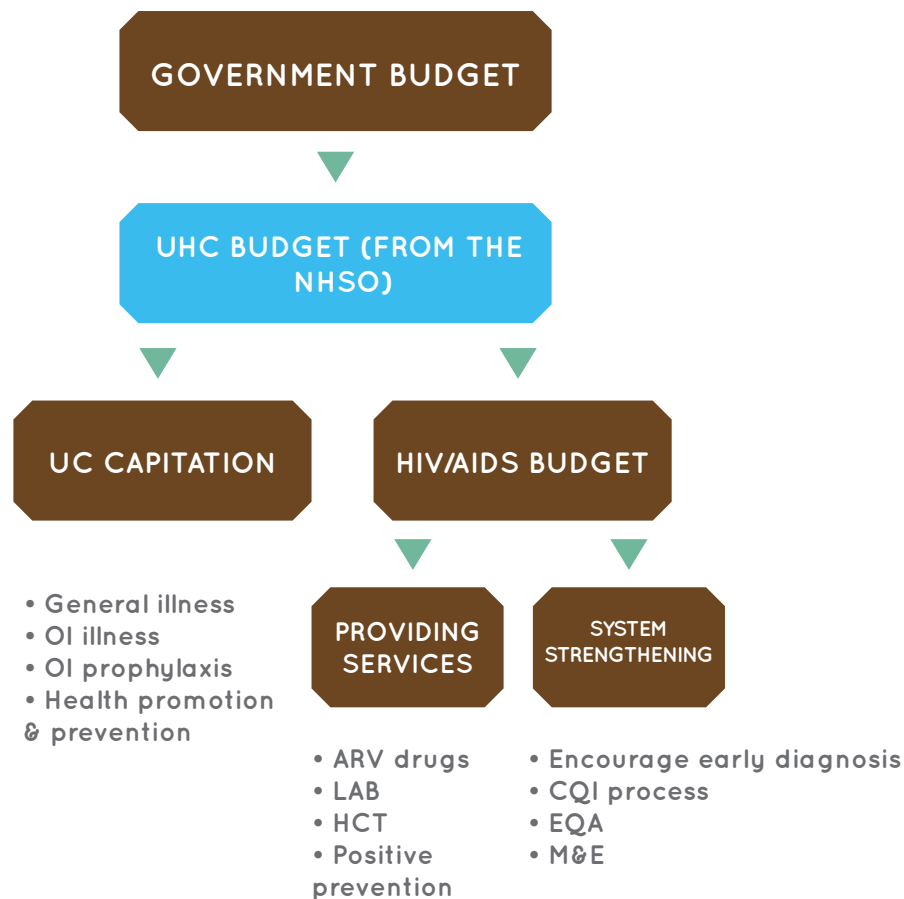 GOVERNMENT BUDGET
UHC BUDGET (FROM THE
NHSO)
UC CAPITATION
HIV/AIDS BUDGET
• General illness
• OI illness
• OI prophylaxis
• Health promotion
& prevention
PROVIDING
SERVICES
SYSTEM
STRENGTHENING
• ARV drugs
• LAB
• HCT
• Positive
prevention
• Encourage early diagnosis
• CQI process
• EQA
• M&E